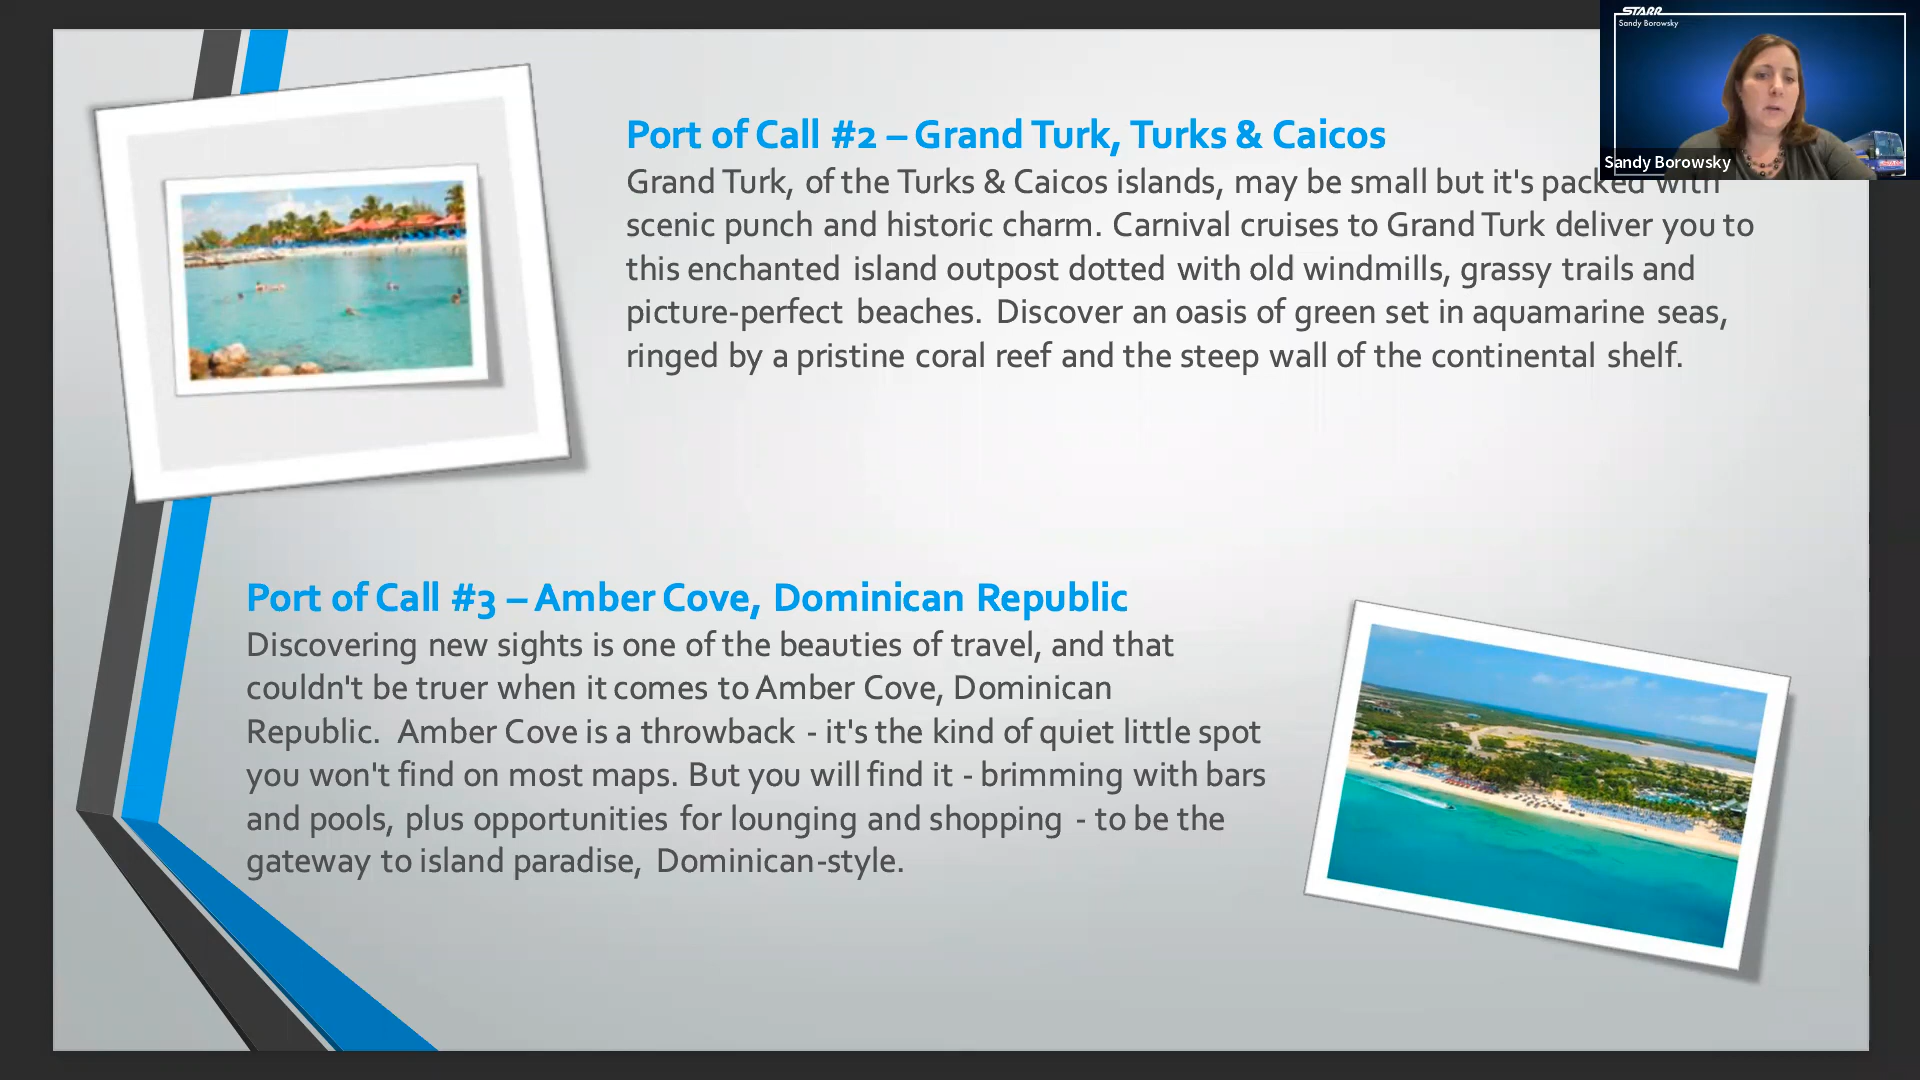 STARR
Sandy Borowsky
Sandy Borowsky
Port of Call #2 – Grand Turk, Turks & Caicos
Grand Turk, of the Turks & Caicos islands, may be small but it's packed with
scenic punch and historic charm. Carnival cruises to Grand Turk deliver you to
this enchanted island outpost dotted with old windmills, grassy trails and
picture-perfect beaches. Discover an oasis of green set in aquamarine seas,
ringed by a pristine coral reef and the steep wall of the continental shelf.
Port of Call #3 – Amber Cove, Dominican Republic
Discovering new sights is one of the beauties of travel, and that
couldn't be truer when it comes to Amber Cove, Dominican
Republic. Amber Cove is a throwback - it's the kind of quiet little spot
you won't find on most maps. But you will find it - brimming with bars
and pools, plus opportunities for lounging and shopping - to be the
gateway to island paradise, Dominican-style.